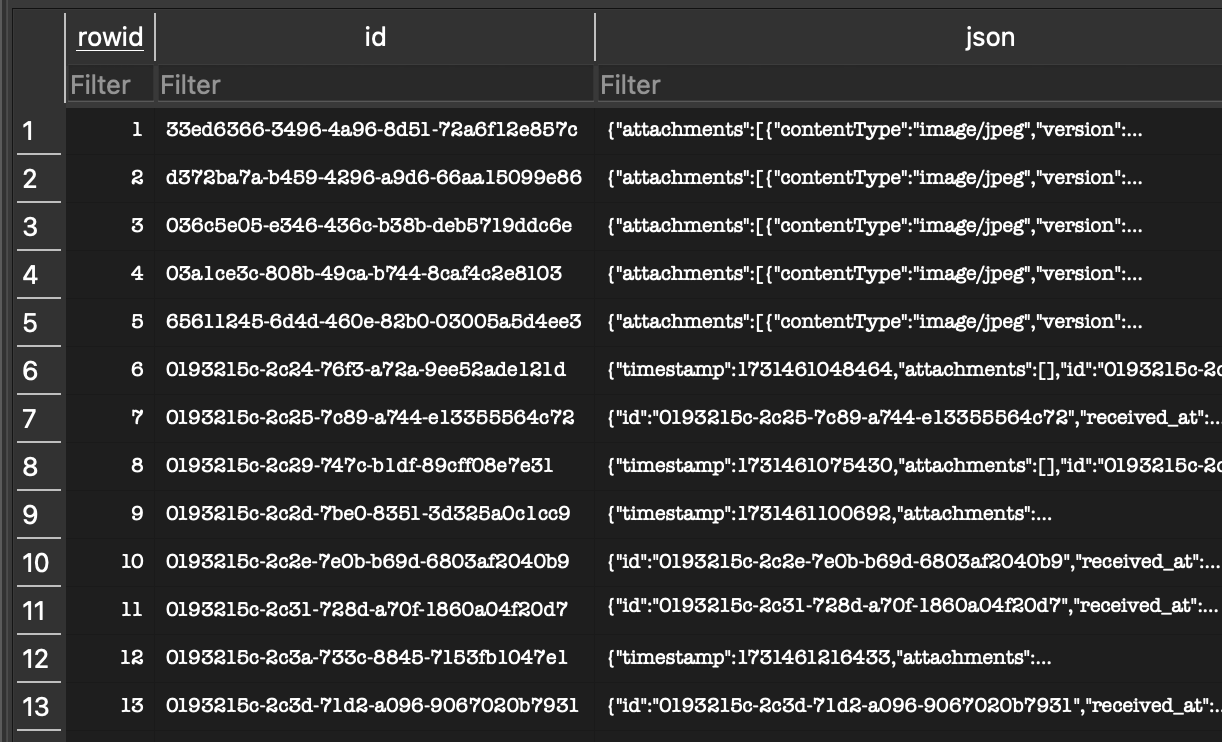 rowid id json
Filter Filter Filter
1 1 33ed6366-3496-4a96-8d51-72a6f12e857c {"attachments":[{"contentType":"image/jpeg","version":...
2 2 d372ba7a-b459-4296-a9d6-66aa15099e86 {"attachments":[{"contentType":"image/jpeg","version":...
3 3 036c5e05-e346-436c-b38b-deb5719ddc6e {"attachments":[{"contentType":"image/jpeg","version":...
4 4 03a1ce3c-808b-49ca-b744-8caf4c2e8103 {"attachments":[{"contentType":"image/jpeg","version":...
5 5 65611245-6d4d-460e-82b0-03005a5d4ee3 {"attachments":[{"contentType":"image/jpeg","version":...
6 6 0193215c-2c24-76f3-a72a-9ee52ade121d {"timestamp":1731461048464,"attachments":[],"id":"0193215c-2c
7 7 0193215c-2c25-7c89-a744-e13355564c72 {"id":"0193215c-2c25-7c89-a744-e13355564c72","received_at":...
8 8 0193215c-2c29-747c-b1df-89cff08e7e31 {"timestamp":1731461075430,"attachments":[],"id":"0193215c-2c
9 9 0193215c-2c2d-7be0-8351-3d325a0c1cc9 {"timestamp":1731461100692,"attachments":...
10 10 0193215c-2c2e-7e0b-b69d-6803af2040b9 {"id":"0193215c-2c2e-7e0b-b69d-6803af2040b9","received_at":...
11 11 0193215c-2c31-728d-a70f-1860a04f20d7 {"id":"0193215c-2c31-728d-a70f-1860a04f20d7","received_at":...
12 12 0193215c-2c3a-733c-8845-7153fb1047e1 {"timestamp":1731461216433,"attachments":...
13 13 0193215c-2c3d-71d2-a096-9067020b7931 {"id":"0193215c-2c3d-71d2-a096-9067020b7931","received_at":...